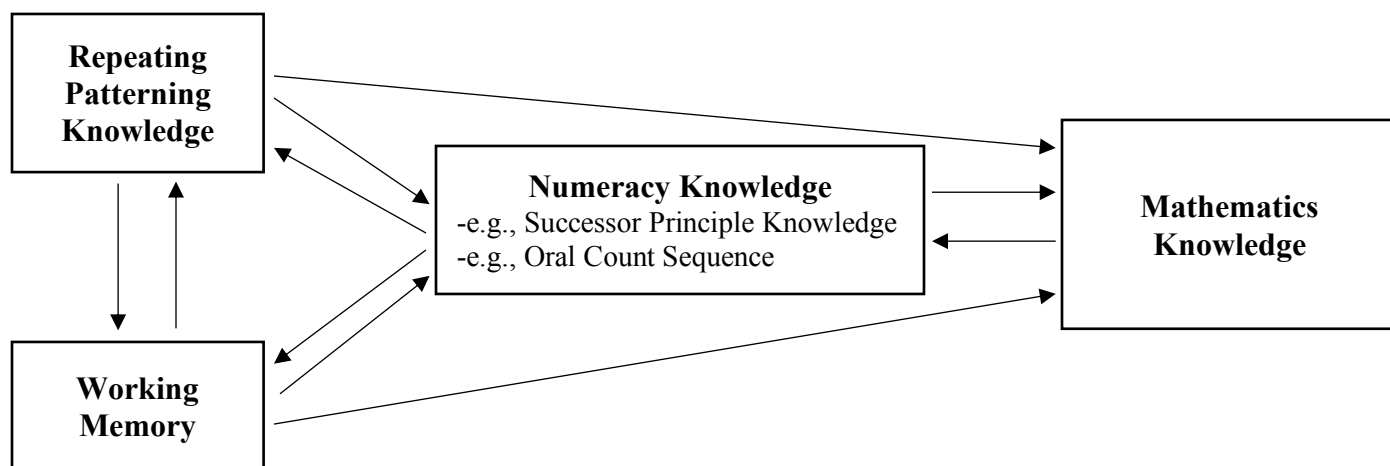 Repeating
Patterning
Knowledge
Numeracy Knowledge
-e.g., Successor Principle Knowledge
-e.g., Oral Count Sequence
Mathematics
Knowledge
Working
Memory